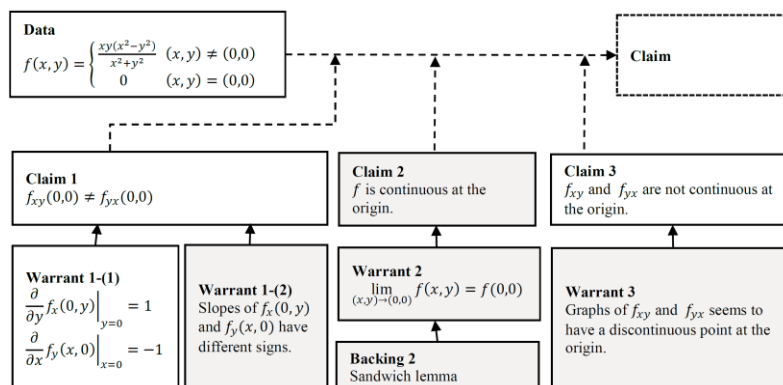 Data
f(x, y) = { xy(x² − y²) / x² + y²   (x, y) ≠ (0,0)
0   (x, y) = (0,0)
Claim
Claim 1
f_xy(0,0) ≠ f_yx(0,0)
Claim 2
f is continuous at the
origin.
Claim 3
f_xy and f_yx are not continuous at
the origin.
Warrant 1-(1)
∂/∂y f_x(0, y)|_y=0 = 1
∂/∂x f_y(x, 0)|_x=0 = −1
Warrant 1-(2)
Slopes of f_x(0, y)
and f_y(x, 0) have
different signs.
Warrant 2
lim_(x,y)→(0,0) f(x, y) = f(0,0)
Backing 2
Sandwich lemma
Warrant 3
Graphs of f_xy and f_yx seems to
have a discontinuous point at the
origin.